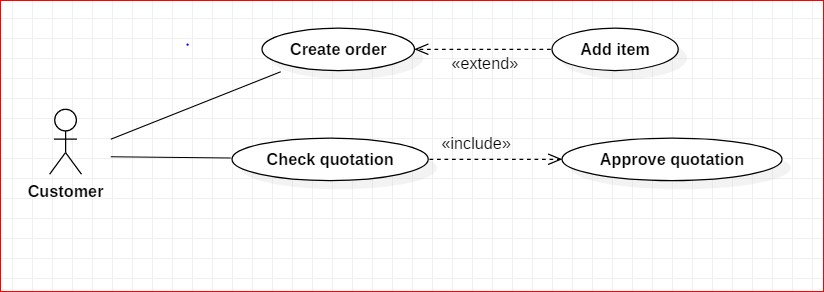 Create order
Add item
«extend»
«include»
Check quotation
Approve quotation
Customer